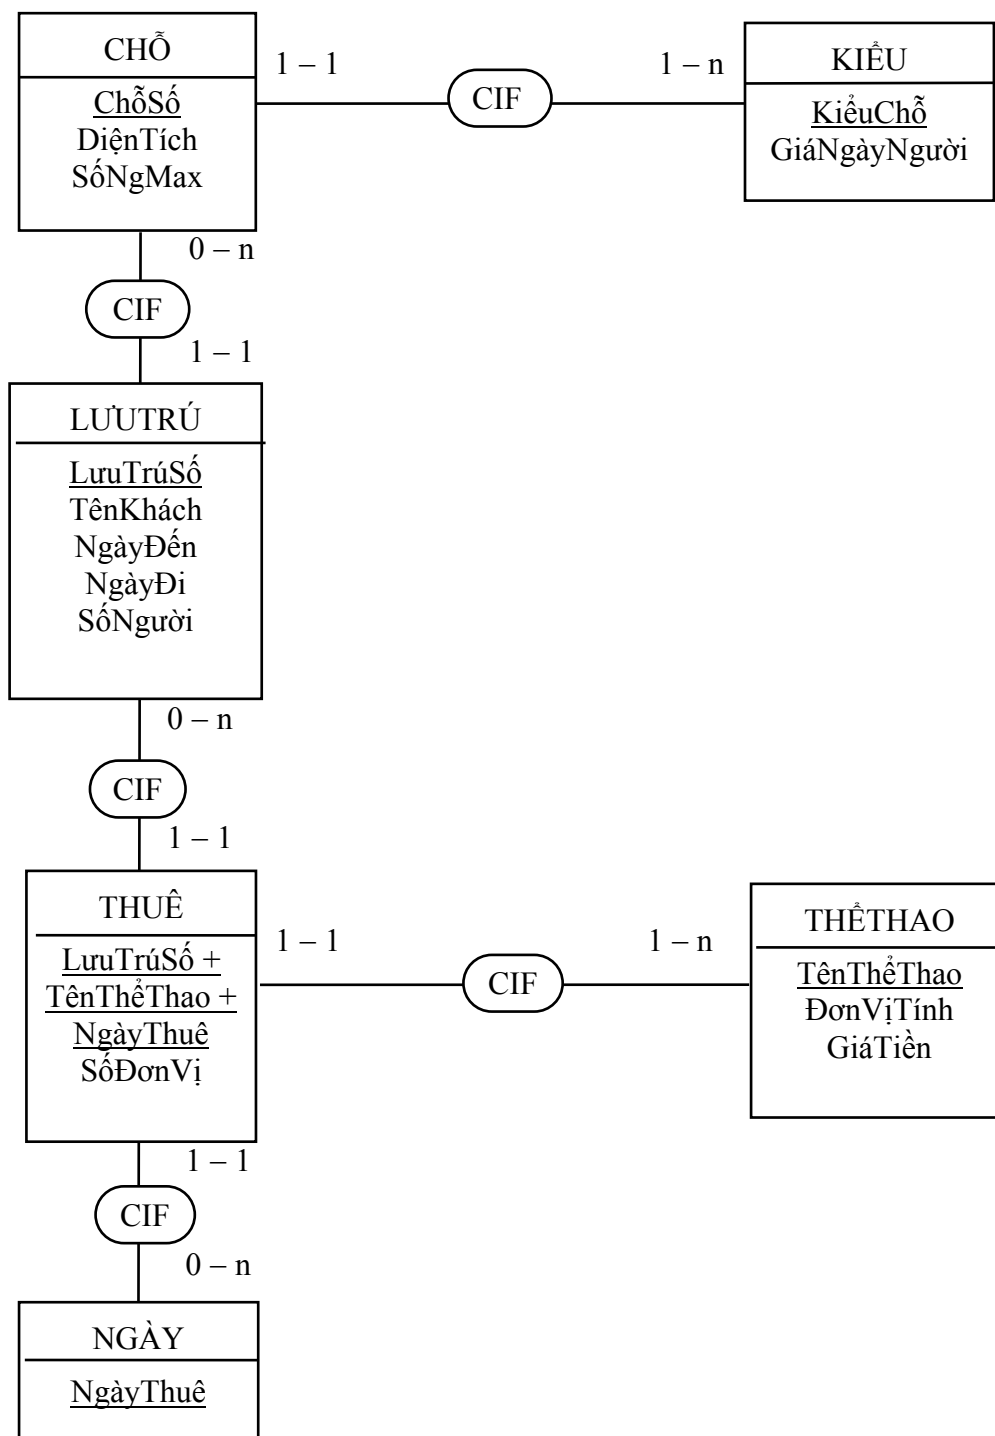 CHỖ
ChỗSố
DiệnTích
SốNgMax
1 – 1
CIF
1 – n
KIỂU
KiểuChỗ
GiáNgàyNgười
0 – n
CIF
1 – 1
LƯUTRÚ
LưuTrúSố
TênKhách
NgàyĐến
NgàyĐi
SốNgười
0 – n
CIF
1 – 1
THUÊ
LưuTrúSố +
TênThểThao +
NgàyThuê
SốĐơnVị
1 – 1
CIF
1 – n
THỂTHAO
TênThểThao
ĐơnVịTính
GiáTiền
1 – 1
CIF
0 – n
NGÀY
NgàyThuê